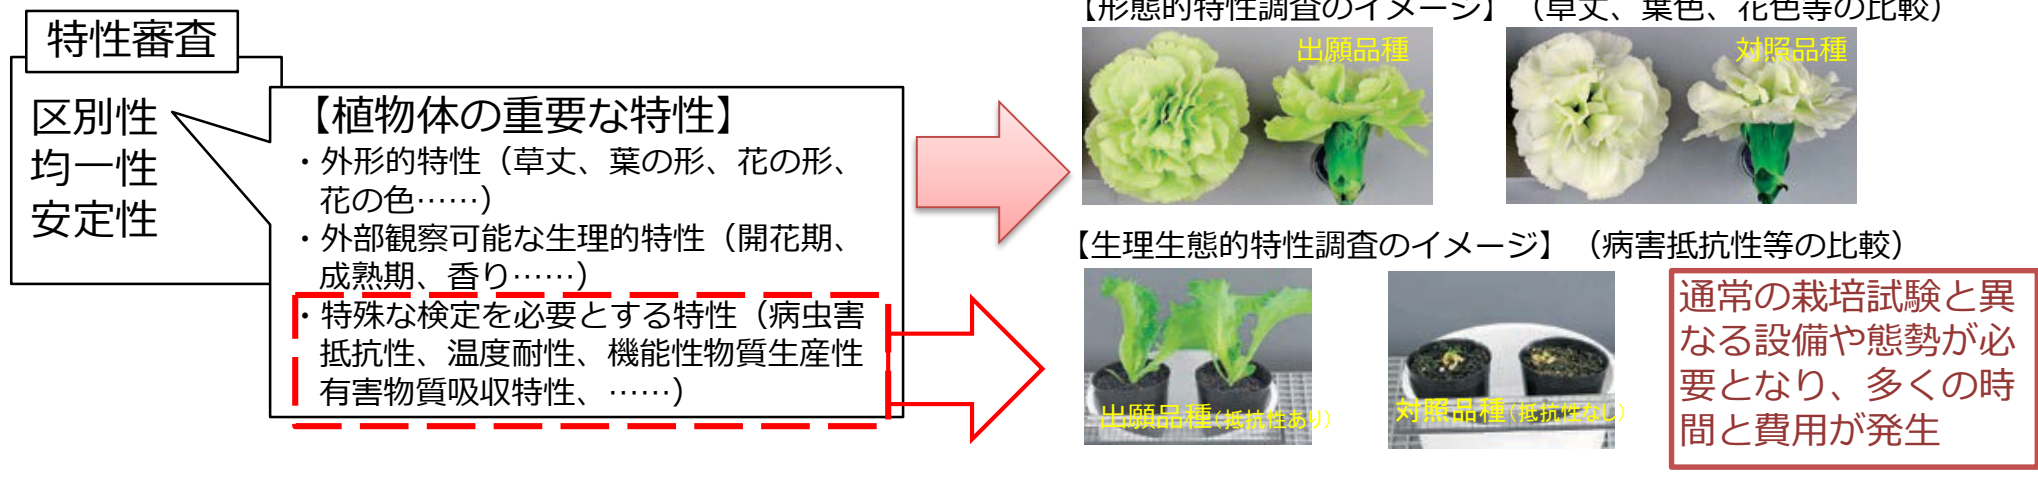 特性審査
区別性
均一性
安定性
【植物体の重要な特性】
・外形的特性（草丈、葉の形、花の形、
花の色……）
・外部観察可能な生理的特性（開花期、
成熟期、香り……）
・特殊な検定を必要とする特性（病虫害
抵抗性、温度耐性、機能性物質生産性
有害物質吸収特性、……）
【形態的特性調査のイメージ】（草丈、葉色、花色等の比較）
出願品種
対照品種
【生理生態的特性調査のイメージ】（病害抵抗性等の比較）
出願品種（抵抗性あり）
対照品種（抵抗性なし）
通常の栽培試験と異
なる設備や態勢が必
要となり、多くの時
間と費用が発生